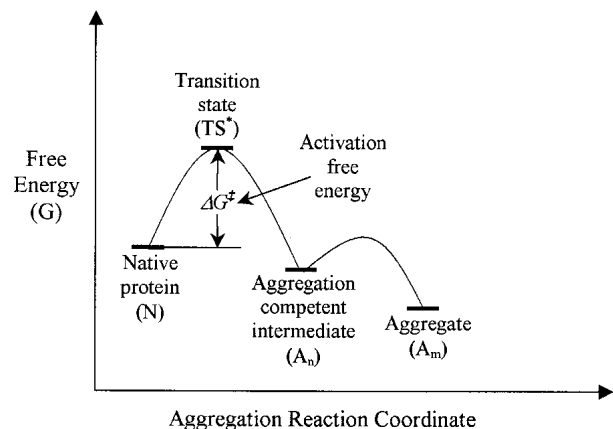 Transition
state
(TS*)
Activation
free
energy
Free
Energy
(G)
ΔG‡
Native
protein
(N)
Aggregation
competent
intermediate
(Aₙ)
Aggregate
(Aₘ)
Aggregation Reaction Coordinate